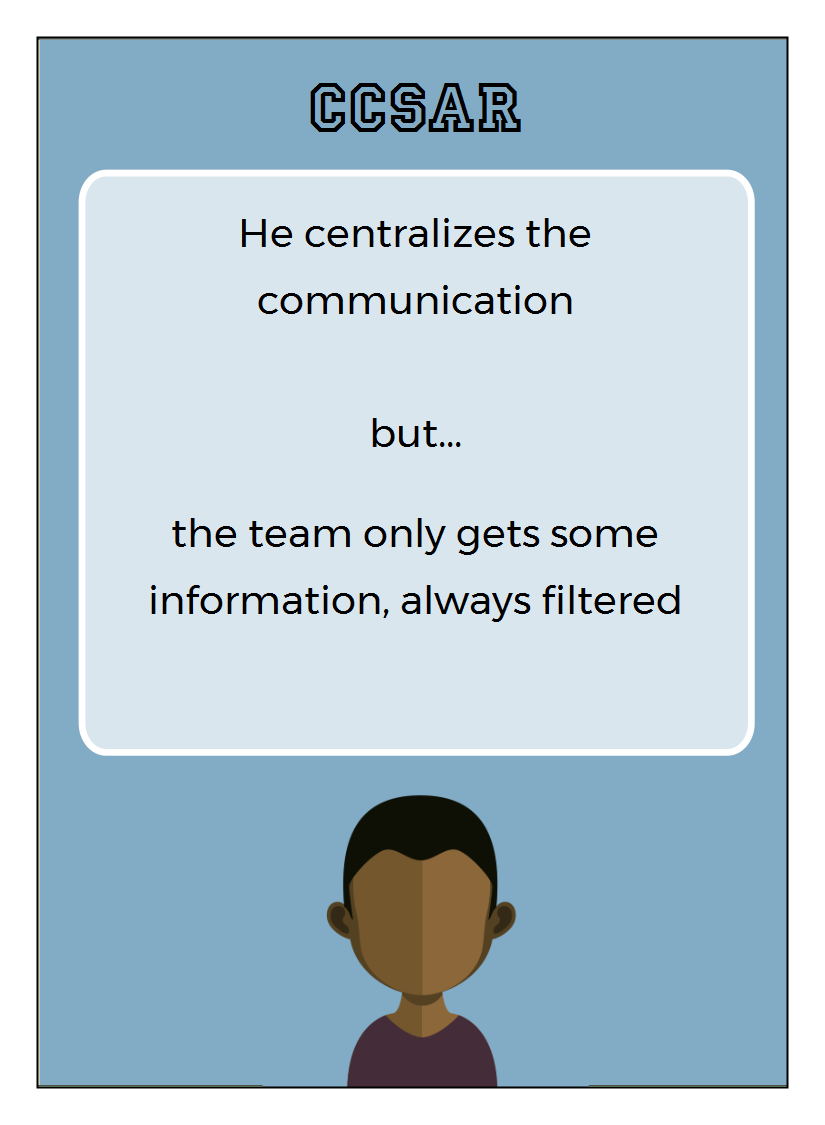 CCSAR
He centralizes the
communication
but...
the team only gets some
information, always filtered